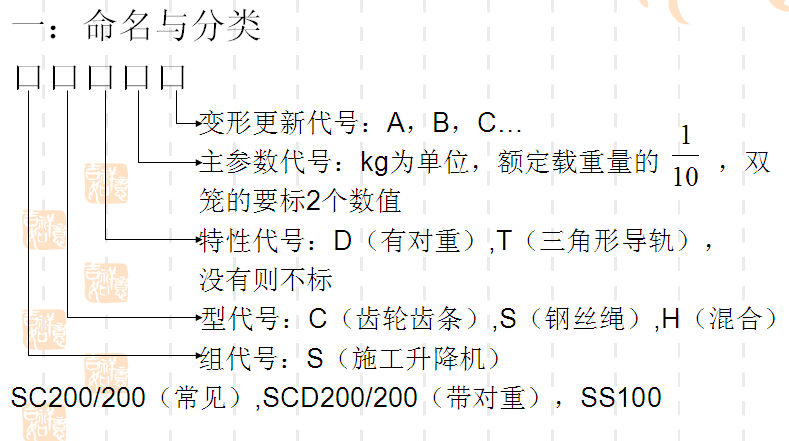 一：命名与分类
口口口口口
变形更新代号：A，B，C…
主参数代号：kg为单位，额定载重量的 1/10 ，双
笼的要标2个数值
特性代号：D（有对重）,T（三角形导轨），
没有则不标
型代号：C（齿轮齿条）,S（钢丝绳）,H（混合）
组代号：S（施工升降机）
SC200/200（常见）,SCD200/200（带对重），SS100